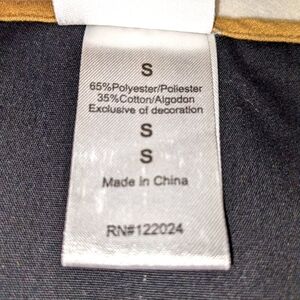 S
65%Polyester/Poliester
35%Cotton/Algodon
Exclusive of decoration
S
S
Made in China
RN#122024